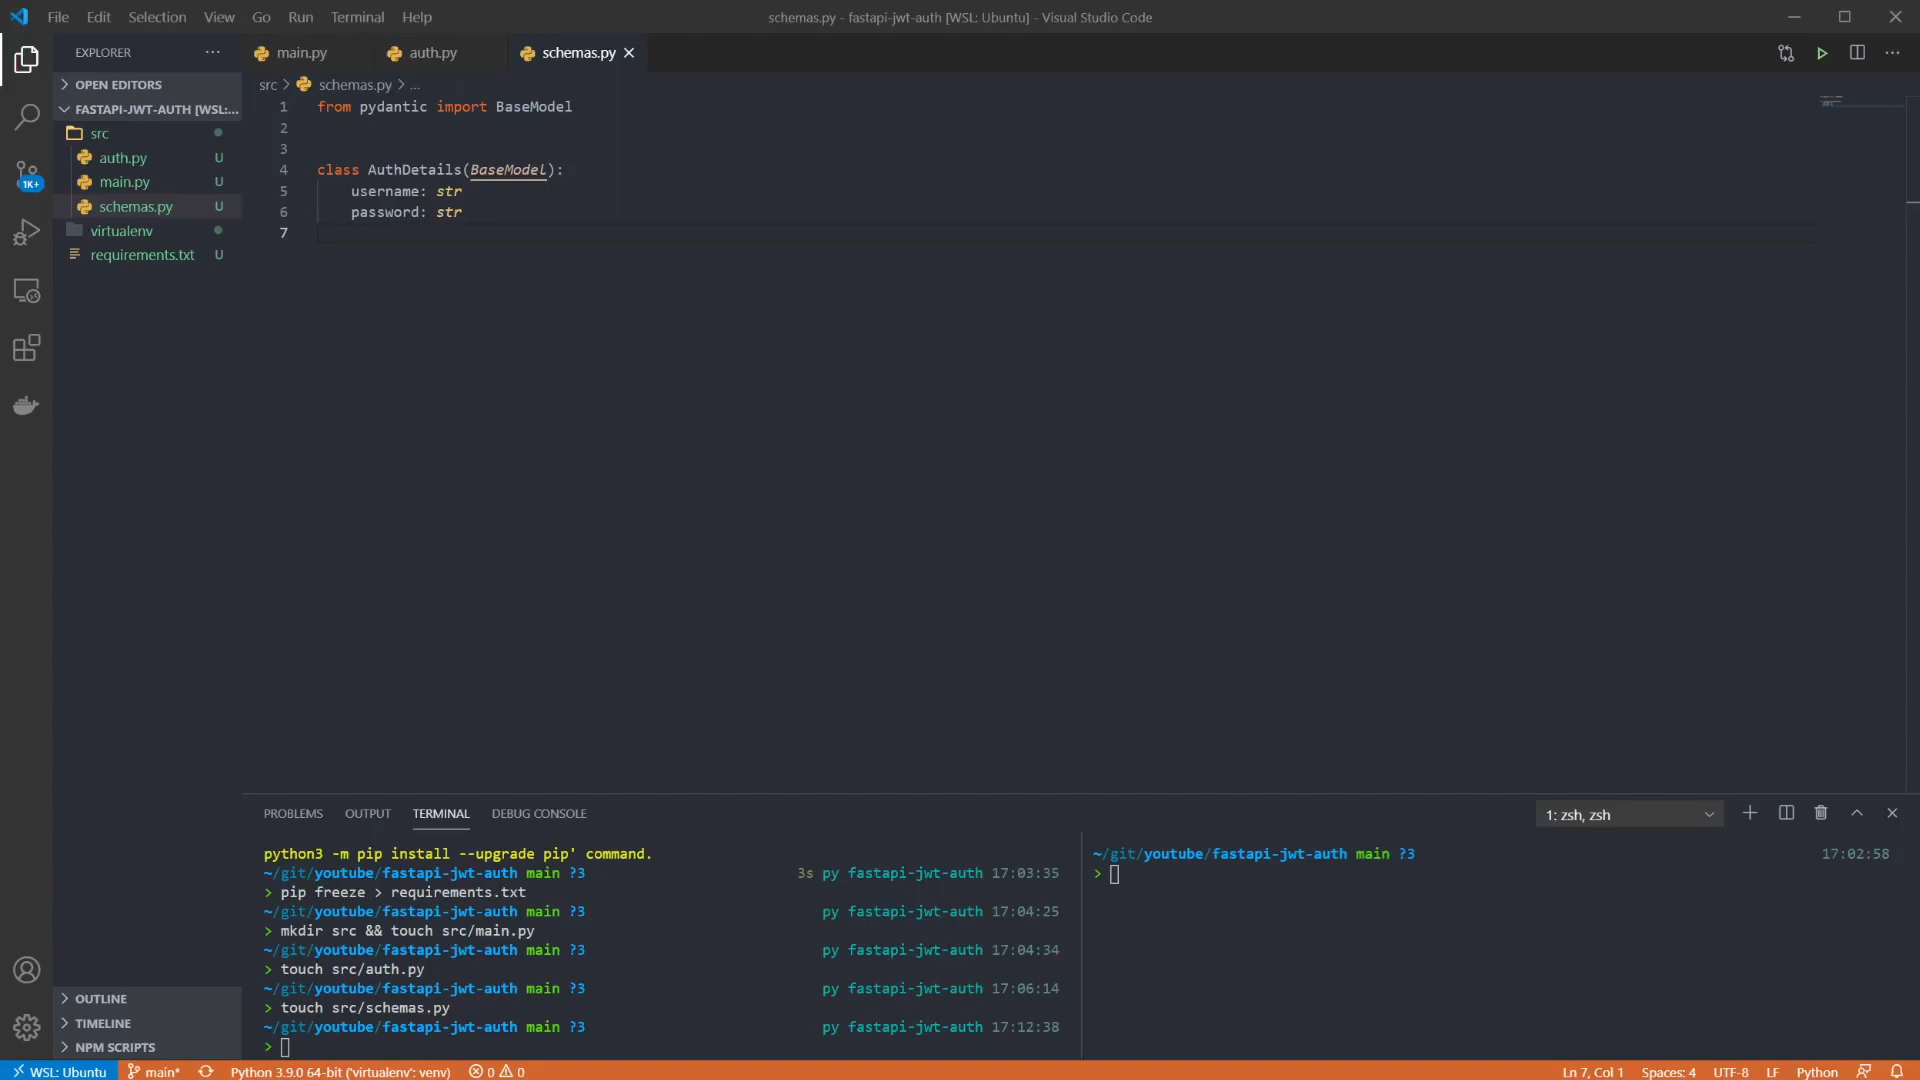 File Edit Selection View Go Run Terminal Help
schemas.py - fastapi-jwt-auth [WSL: Ubuntu] - Visual Studio Code
EXPLORER ···
main.py auth.py schemas.py
OPEN EDITORS
FASTAPI-JWT-AUTH [WSL:...
src
auth.py U
main.py U
schemas.py U
virtualenv
requirements.txt U
1K+
src > schemas.py > ...
1 from pydantic import BaseModel
2
3
4 class AuthDetails(BaseModel):
5 username: str
6 password: str
7
PROBLEMS OUTPUT TERMINAL DEBUG CONSOLE
1: zsh, zsh
python3 -m pip install --upgrade pip' command.
~/git/youtube/fastapi-jwt-auth main ?3 3s py fastapi-jwt-auth 17:03:35
> pip freeze > requirements.txt
~/git/youtube/fastapi-jwt-auth main ?3 py fastapi-jwt-auth 17:04:25
> mkdir src && touch src/main.py
~/git/youtube/fastapi-jwt-auth main ?3 py fastapi-jwt-auth 17:04:34
> touch src/auth.py
~/git/youtube/fastapi-jwt-auth main ?3 py fastapi-jwt-auth 17:06:14
> touch src/schemas.py
~/git/youtube/fastapi-jwt-auth main ?3 py fastapi-jwt-auth 17:12:38
>
~/git/youtube/fastapi-jwt-auth main ?3 17:02:58
>
OUTLINE
TIMELINE
NPM SCRIPTS
WSL: Ubuntu main* Python 3.9.0 64-bit ('virtualenv': venv) 0 0 Ln 7, Col 1 Spaces: 4 UTF-8 LF Python